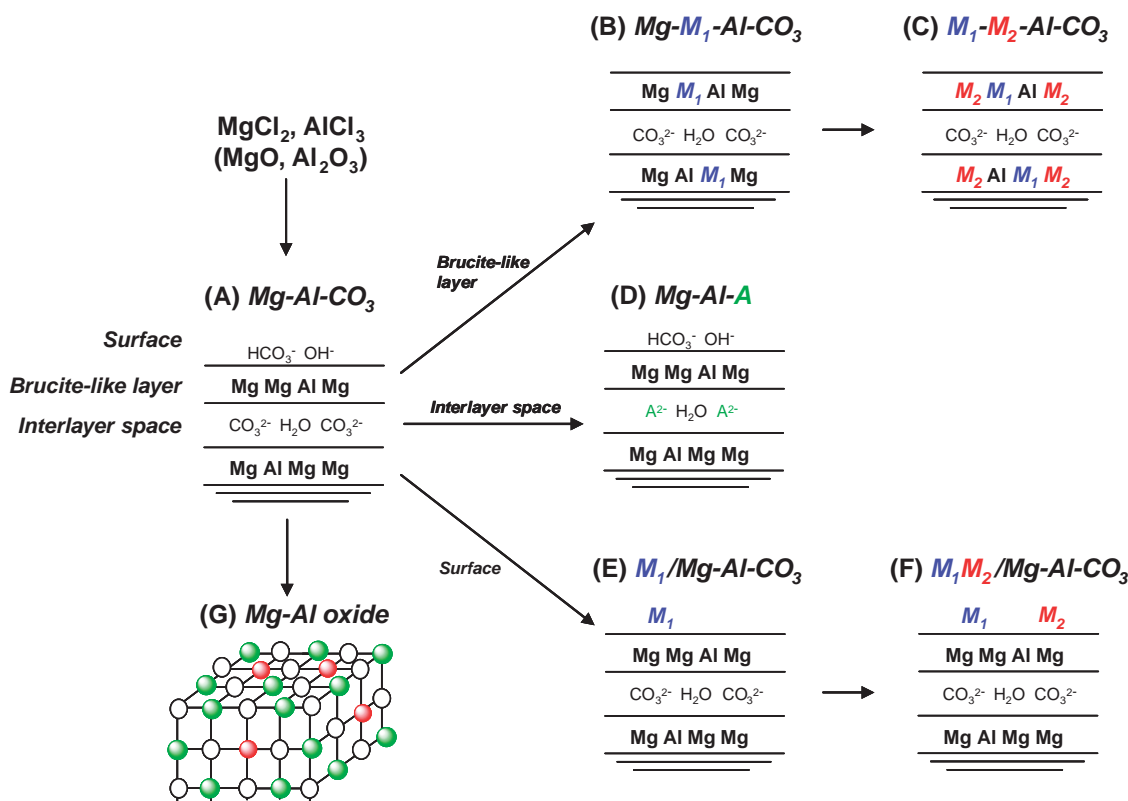 MgCl₂, AlCl₃
(MgO, Al₂O₃)
(A) Mg-Al-CO₃
Surface
HCO₃⁻ OH⁻
Brucite-like layer
Mg Mg Al Mg
Interlayer space
CO₃²⁻ H₂O CO₃²⁻
Mg Al Mg Mg
Brucite-like
layer
Interlayer space
Surface
(B) Mg-M₁-Al-CO₃
Mg M₁ Al Mg
CO₃²⁻ H₂O CO₃²⁻
Mg Al M₁ Mg
(C) M₁-M₂-Al-CO₃
M₂ M₁ Al M₂
CO₃²⁻ H₂O CO₃²⁻
M₂ Al M₁ M₂
(D) Mg-Al-A
HCO₃⁻ OH⁻
Mg Mg Al Mg
A²⁻ H₂O A²⁻
Mg Al Mg Mg
(E) M₁/Mg-Al-CO₃
M₁
Mg Mg Al Mg
CO₃²⁻ H₂O CO₃²⁻
Mg Al Mg Mg
(F) M₁M₂/Mg-Al-CO₃
M₁ M₂
Mg Mg Al Mg
CO₃²⁻ H₂O CO₃²⁻
Mg Al Mg Mg
(G) Mg-Al oxide